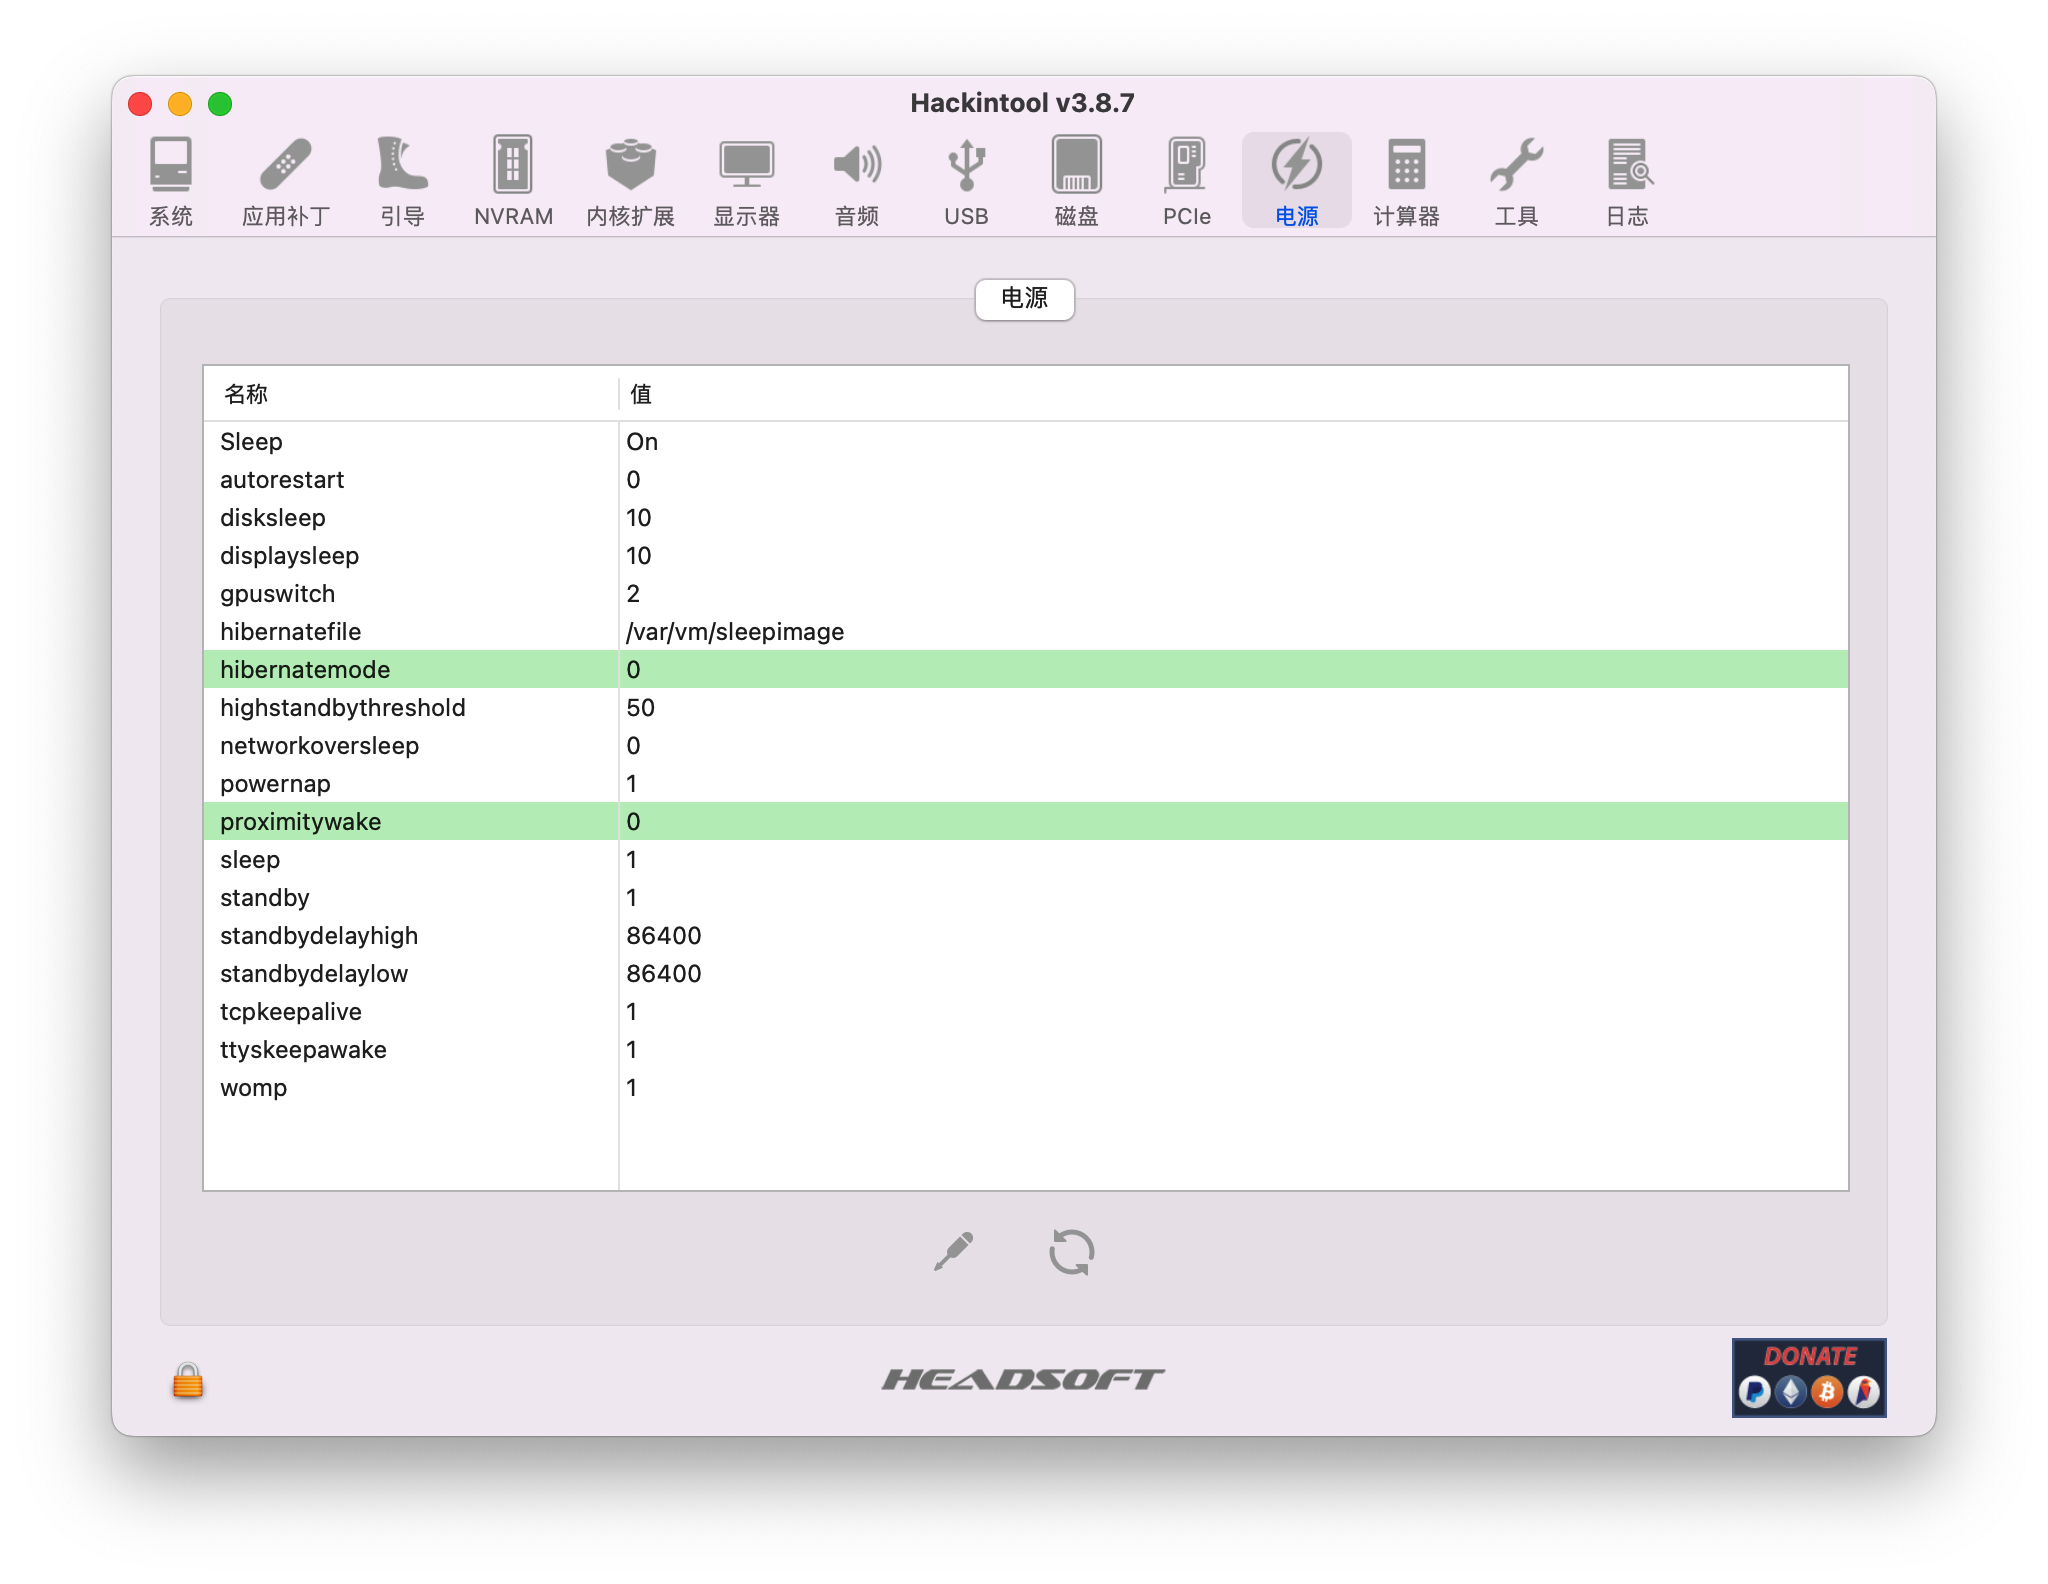 Hackintool v3.8.7
系统 应用补丁 引导 NVRAM 内核扩展 显示器 音频 USB 磁盘 PCIe 电源 计算器 工具 日志
电源
名称 值
Sleep On
autorestart 0
disksleep 10
displaysleep 10
gpuswitch 2
hibernatefile /var/vm/sleepimage
hibernatemode 0
highstandbythreshold 50
networkoversleep 0
powernap 1
proximitywake 0
sleep 1
standby 1
standbydelayhigh 86400
standbydelaylow 86400
tcpkeepalive 1
ttyskeepawake 1
womp 1
HEADSOFT
DONATE